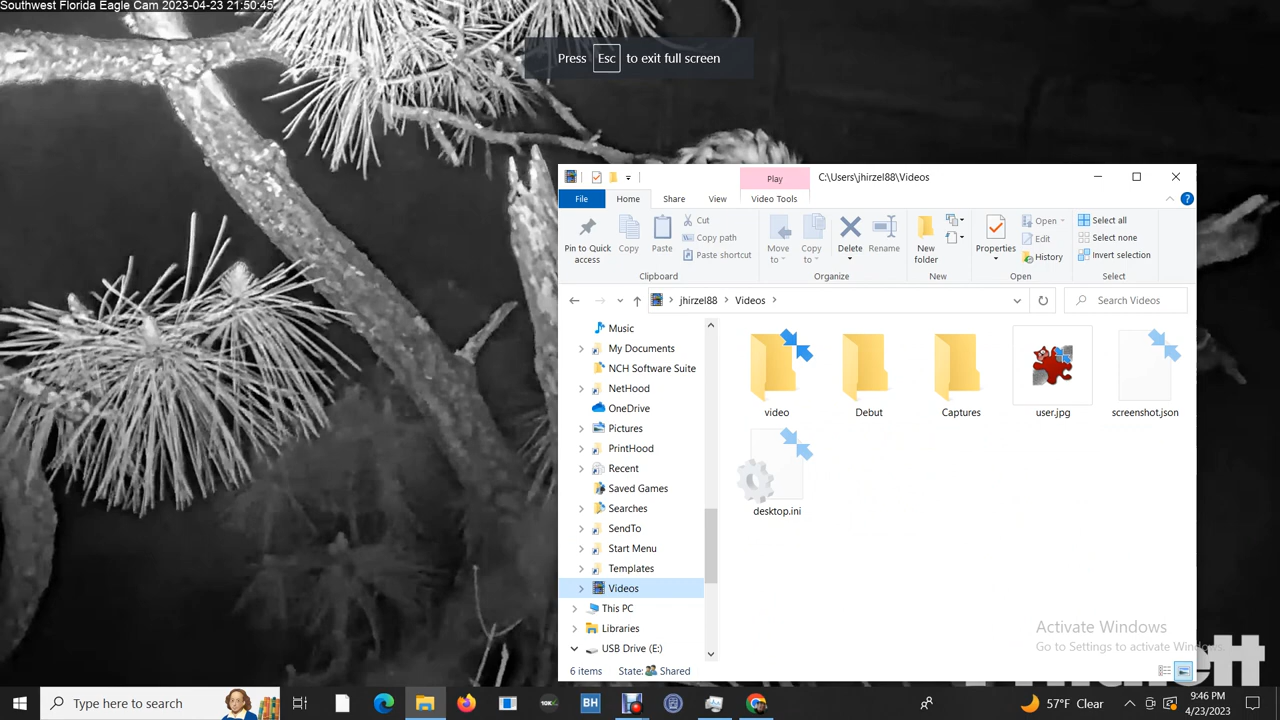 Southwest Florida Eagle Cam 2023-04-23 21:50:45
Press Esc to exit full screen
Play
C:\Users\jhirzel88\Videos
File
Home
Share
View
Video Tools
Pin to Quick access
Copy
Paste
Cut
Copy path
Paste shortcut
Clipboard
Move to
Copy to
Delete
Rename
Organize
New folder
New
Properties
Open
Edit
History
Open
Select all
Select none
Invert selection
Select
jhirzel88
Videos
Search Videos
Music
My Documents
NCH Software Suite
NetHood
OneDrive
Pictures
PrintHood
Recent
Saved Games
Searches
SendTo
Start Menu
Templates
Videos
This PC
Libraries
USB Drive (E:)
video
Debut
Captures
user.jpg
screenshot.json
desktop.ini
Activate Windows
Go to Settings to activate Windows.
6 items
State:
Shared
Type here to search
10K
BH
57°F Clear
9:46 PM
4/23/2023